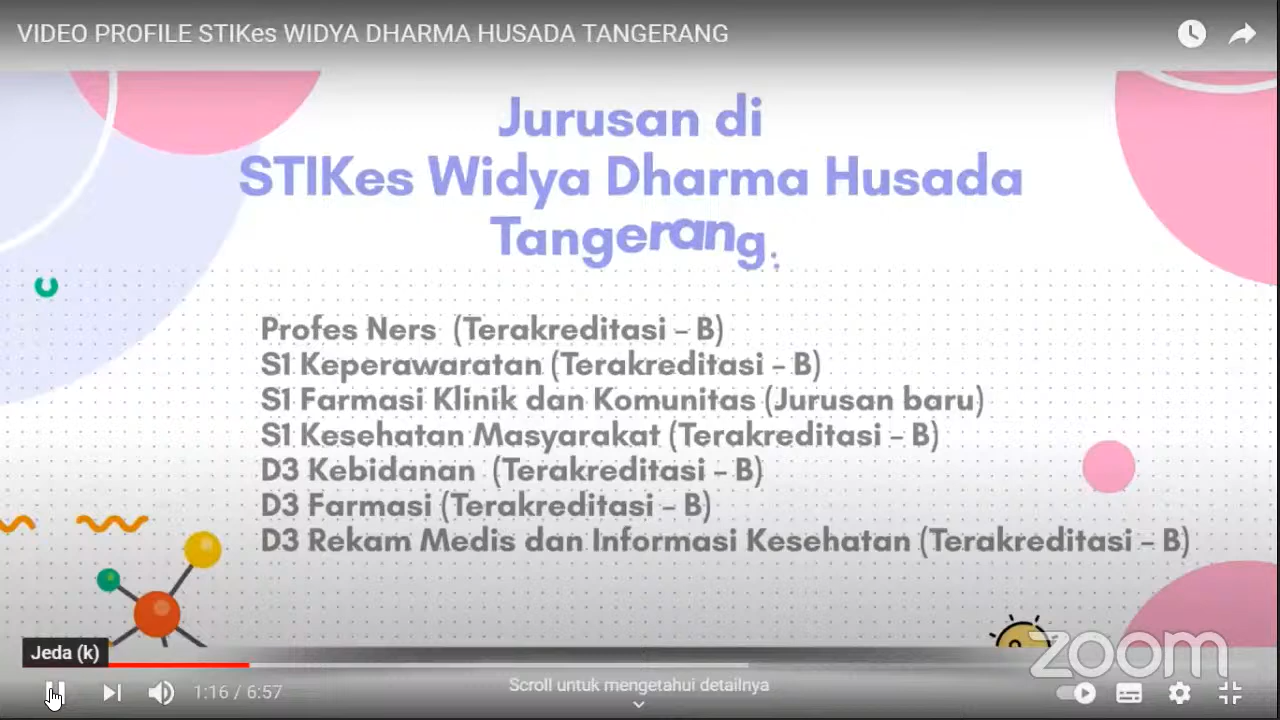 VIDEO PROFILE STIKes WIDYA DHARMA HUSADA TANGERANG
Jurusan di
STIKes Widya Dharma Husada
Tangerang:
Profes Ners (Terakreditasi – B)
S1 Keperawaratan (Terakreditasi – B)
S1 Farmasi Klinik dan Komunitas (Jurusan baru)
S1 Kesehatan Masyarakat (Terakreditasi – B)
D3 Kebidanan (Terakreditasi – B)
D3 Farmasi (Terakreditasi – B)
D3 Rekam Medis dan Informasi Kesehatan (Terakreditasi – B)
zoom
Jeda (k)
1:16 / 6:57
Scroll untuk mengetahui detailnya